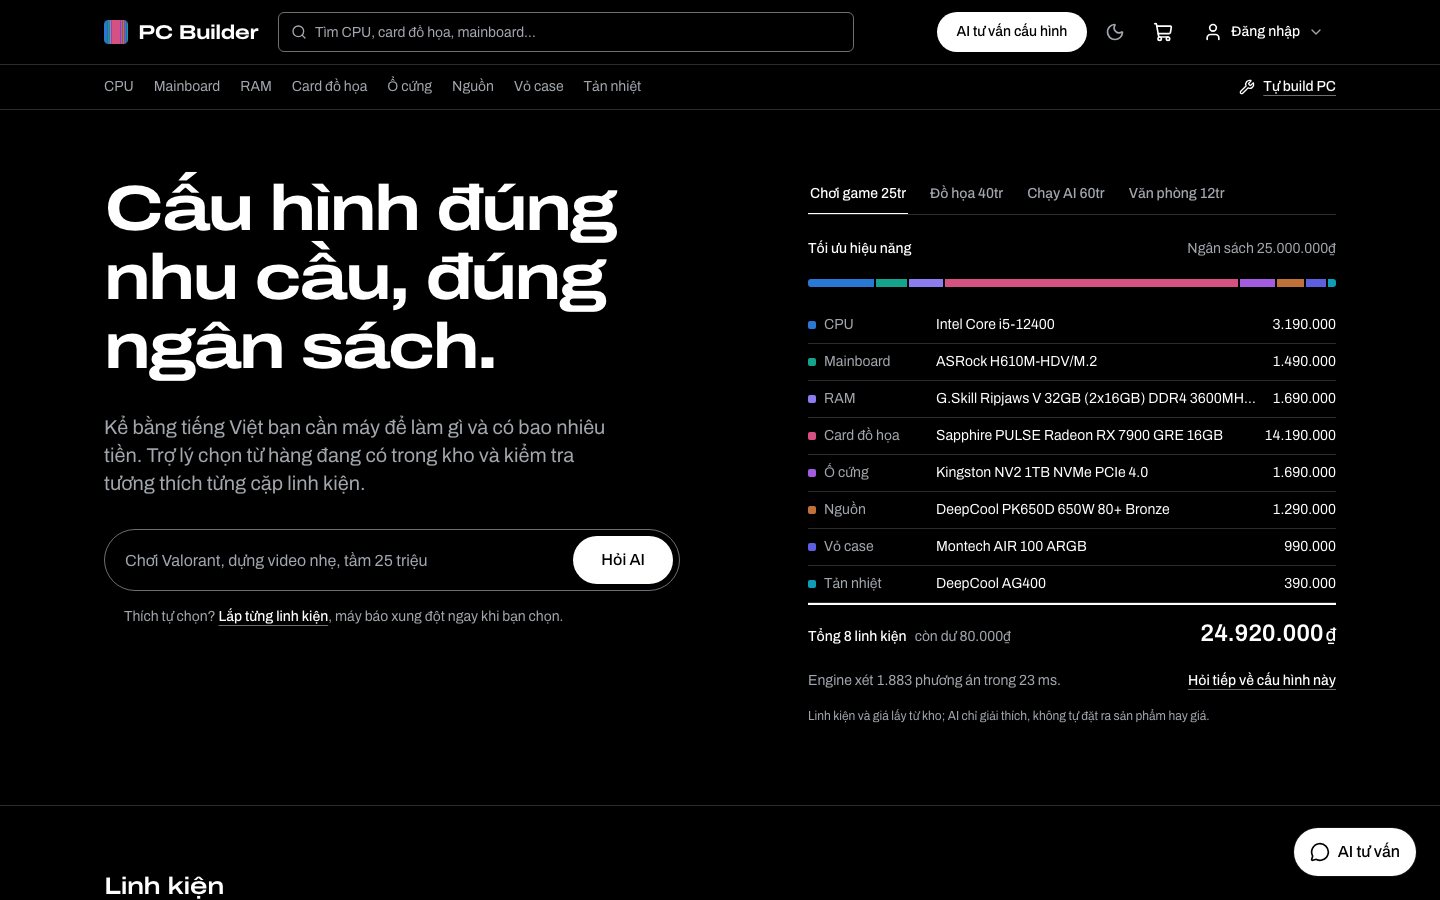 PC Builder
Tìm CPU, card đồ họa, mainboard...
AI tư vấn cấu hình
Đăng nhập
CPU
Mainboard
RAM
Card đồ họa
Ổ cứng
Nguồn
Vỏ case
Tản nhiệt
Tự build PC
Cấu hình đúng
nhu cầu, đúng
ngân sách.
Kể bằng tiếng Việt bạn cần máy để làm gì và có bao nhiêu
tiền. Trợ lý chọn từ hàng đang có trong kho và kiểm tra
tương thích từng cặp linh kiện.
Chơi Valorant, dựng video nhẹ, tầm 25 triệu
Hỏi AI
Thích tự chọn? Lắp từng linh kiện, máy báo xung đột ngay khi bạn chọn.
Chơi game 25tr
Đồ họa 40tr
Chạy AI 60tr
Văn phòng 12tr
Tối ưu hiệu năng
Ngân sách 25.000.000₫
CPU Intel Core i5-12400 3.190.000
Mainboard ASRock H610M-HDV/M.2 1.490.000
RAM G.Skill Ripjaws V 32GB (2x16GB) DDR4 3600MH... 1.690.000
Card đồ họa Sapphire PULSE Radeon RX 7900 GRE 16GB 14.190.000
Ổ cứng Kingston NV2 1TB NVMe PCIe 4.0 1.690.000
Nguồn DeepCool PK650D 650W 80+ Bronze 1.290.000
Vỏ case Montech AIR 100 ARGB 990.000
Tản nhiệt DeepCool AG400 390.000
Tổng 8 linh kiện còn dư 80.000₫ 24.920.000₫
Engine xét 1.883 phương án trong 23 ms.
Hỏi tiếp về cấu hình này
Linh kiện và giá lấy từ kho; AI chỉ giải thích, không tự đặt ra sản phẩm hay giá.
Linh kiện
AI tư vấn